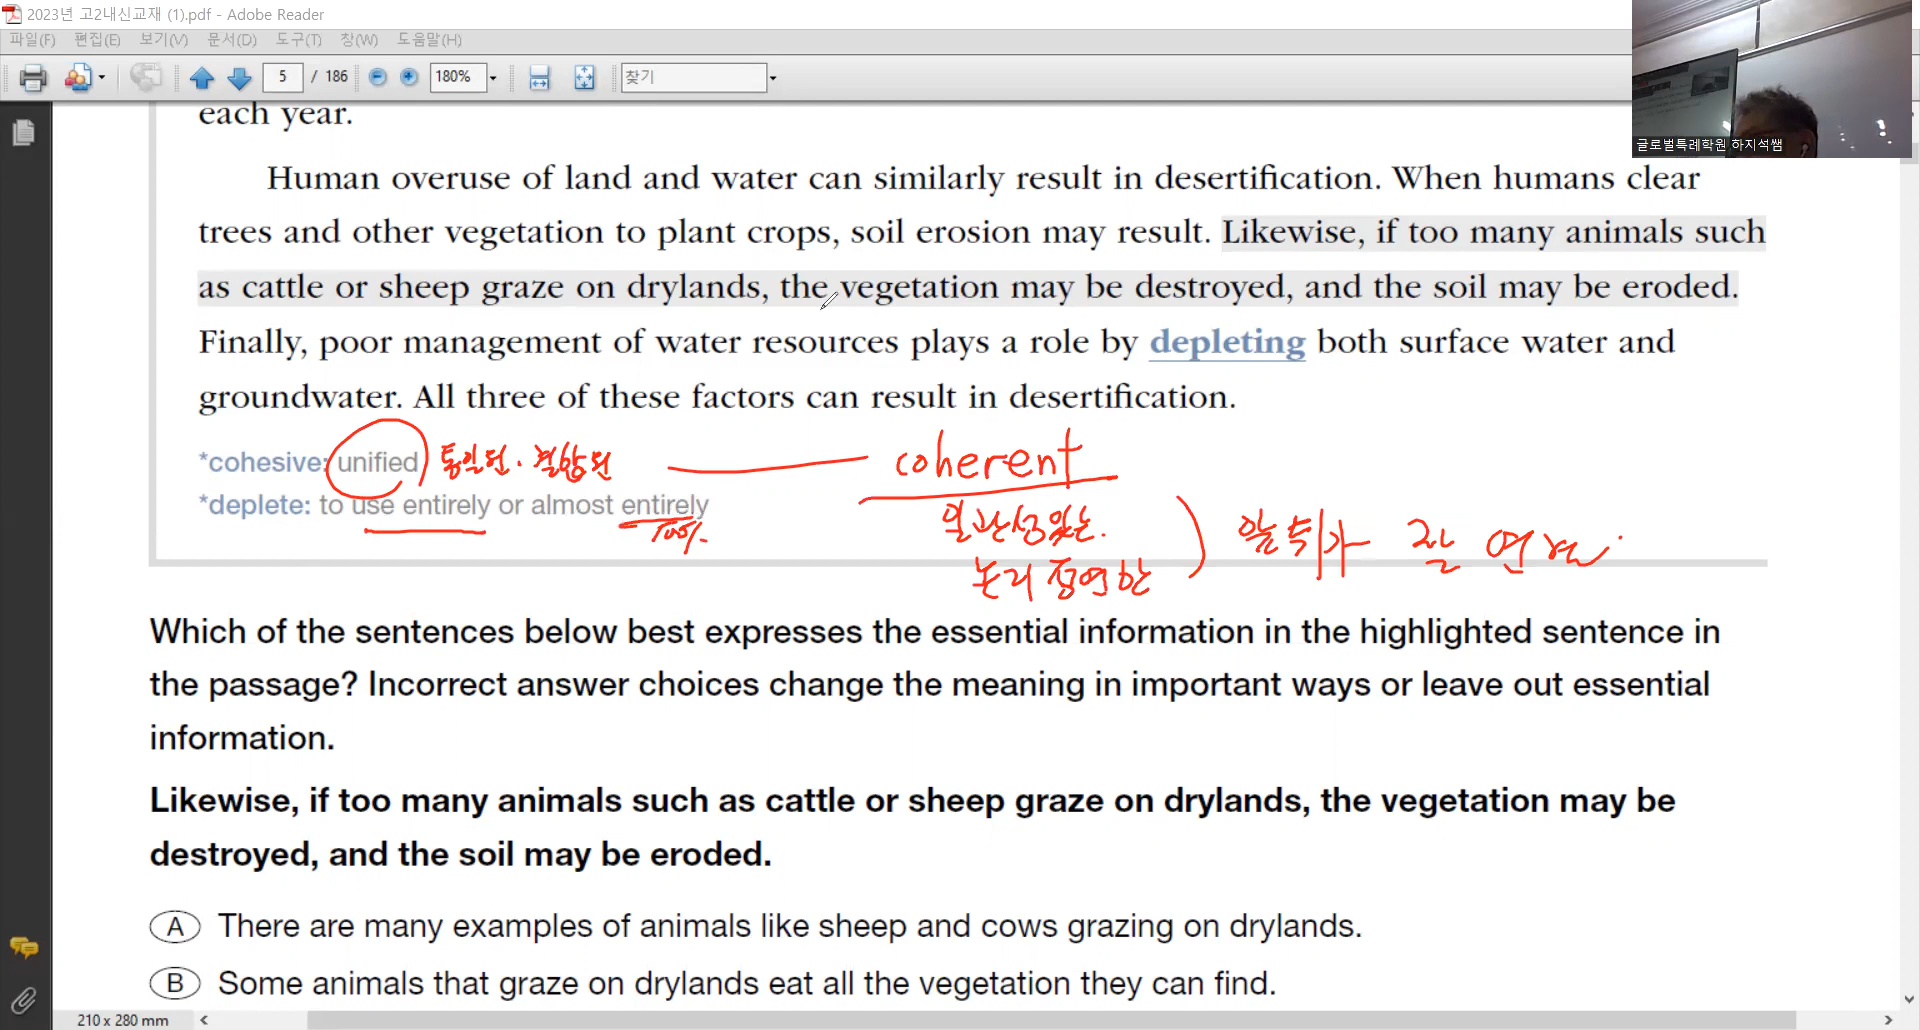 2023년 고2내신교재 (1).pdf - Adobe Reader
파일(F) 편집(E) 보기(V) 문서(D) 도구(T) 창(W) 도움말(H)
5 / 186 180% 찾기
글로벌특례학원 하지석쌤
each year.
Human overuse of land and water can similarly result in desertification. When humans clear
trees and other vegetation to plant crops, soil erosion may result. Likewise, if too many animals such
as cattle or sheep graze on drylands, the vegetation may be destroyed, and the soil may be eroded.
Finally, poor management of water resources plays a role by depleting both surface water and
groundwater. All three of these factors can result in desertification.
*cohesive: unified 통일된. 결합된 coherent
*deplete: to use entirely or almost entirely
100%
일관성있는.
논리정연한
앞뒤가 잘 연결
Which of the sentences below best expresses the essential information in the highlighted sentence in
the passage? Incorrect answer choices change the meaning in important ways or leave out essential
information.
Likewise, if too many animals such as cattle or sheep graze on drylands, the vegetation may be
destroyed, and the soil may be eroded.
A There are many examples of animals like sheep and cows grazing on drylands.
B Some animals that graze on drylands eat all the vegetation they can find.
210 x 280 mm